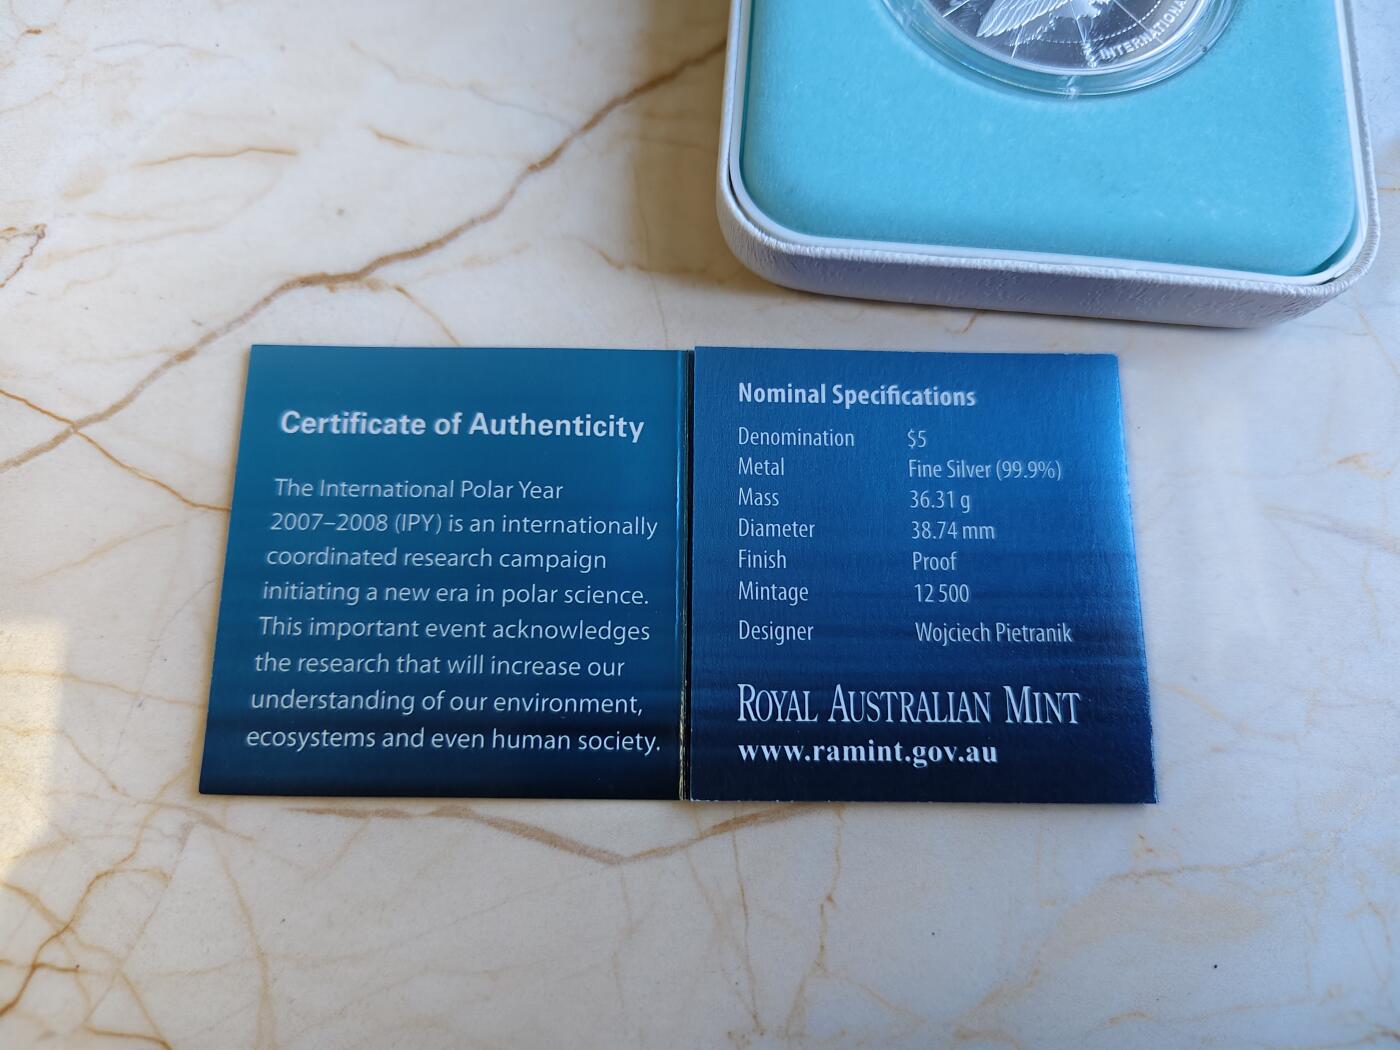 INTERNATIONA
Certificate of Authenticity
The International Polar Year
2007–2008 (IPY) is an internationally
coordinated research campaign
initiating a new era in polar science.
This important event acknowledges
the research that will increase our
understanding of our environment,
ecosystems and even human society.
Nominal Specifications
Denomination $5
Metal Fine Silver (99.9%)
Mass 36.31 g
Diameter 38.74 mm
Finish Proof
Mintage 12 500
Designer Wojciech Pietranik
ROYAL AUSTRALIAN MINT
www.ramint.gov.au